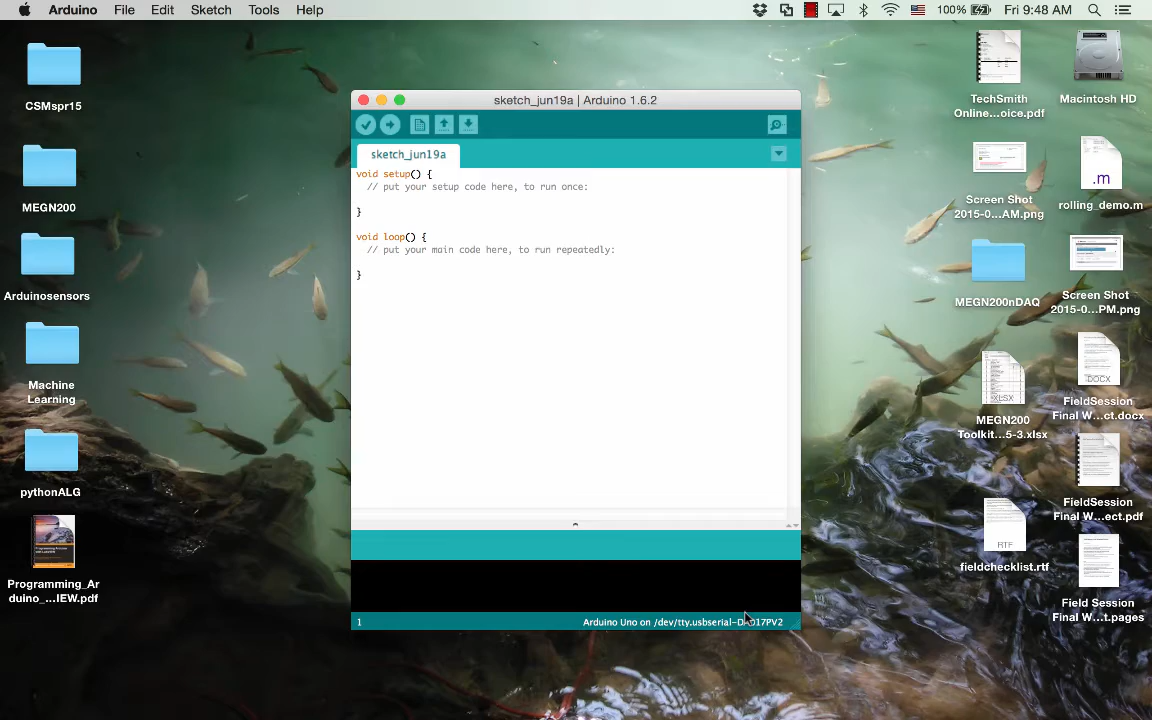 Arduino File Edit Sketch Tools Help
100% Fri 9:48 AM
CSMspr15
MEGN200
Arduinosensors
Machine
Learning
pythonALG
Programming_Ar
duino_...IEW.pdf
sketch_jun19a | Arduino 1.6.2
sketch_jun19a
void setup() {
// put your setup code here, to run once:
}
void loop() {
// put your main code here, to run repeatedly:
}
1
Arduino Uno on /dev/tty.usbserial-D 017PV2
TechSmith
Online...oice.pdf
Macintosh HD
Screen Shot
2015-0...AM.png
.m
rolling_demo.m
MEGN200nDAQ
Screen Shot
2015-0...PM.png
XLSX
MEGN200
Toolkit...5-3.xlsx
DOCX
FieldSession
Final W...ct.docx
FieldSession
Final W...ect.pdf
RTF
fieldchecklist.rtf
Field Session
Final W...t.pages